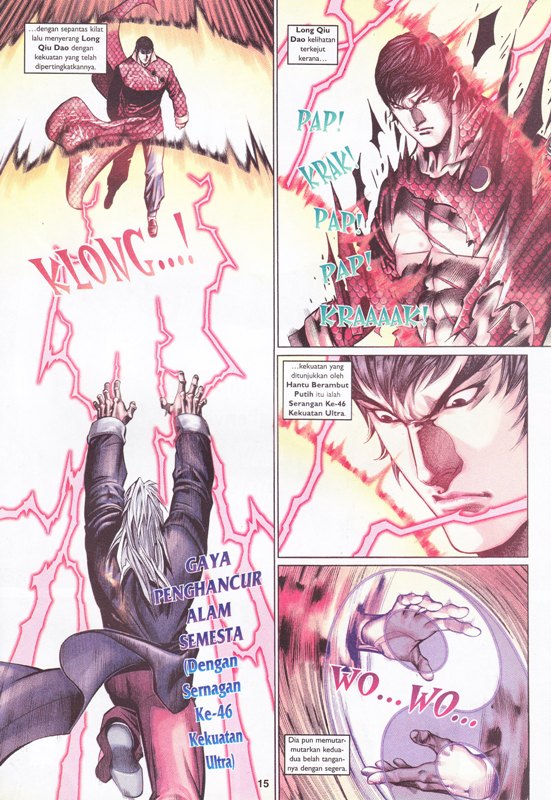 ...dengan sepantas kilat
lalu menyerang Long
Qiu Dao dengan
kekuatan yang telah
dipertingkatkannya.
KLONG...!
GAYA
PENGHANCUR
ALAM
SEMESTA
(Dengan
Sernagan
Ke-46
Kekuatan
Ultra)
Long Qiu
Dao kelihatan
terkejut
kerana...
PAP!
KRAK!
PAP!
PAP!
KRAAAAK!
...kekuatan yang
ditunjukkan oleh
Hantu Berambut
Putih itu ialah
Serangan Ke-46
Kekuatan Ultra.
WO... WO...
Dia pun memutar-
mutarkan kedua-
dua belah tangan-
nya dengan segera.
15